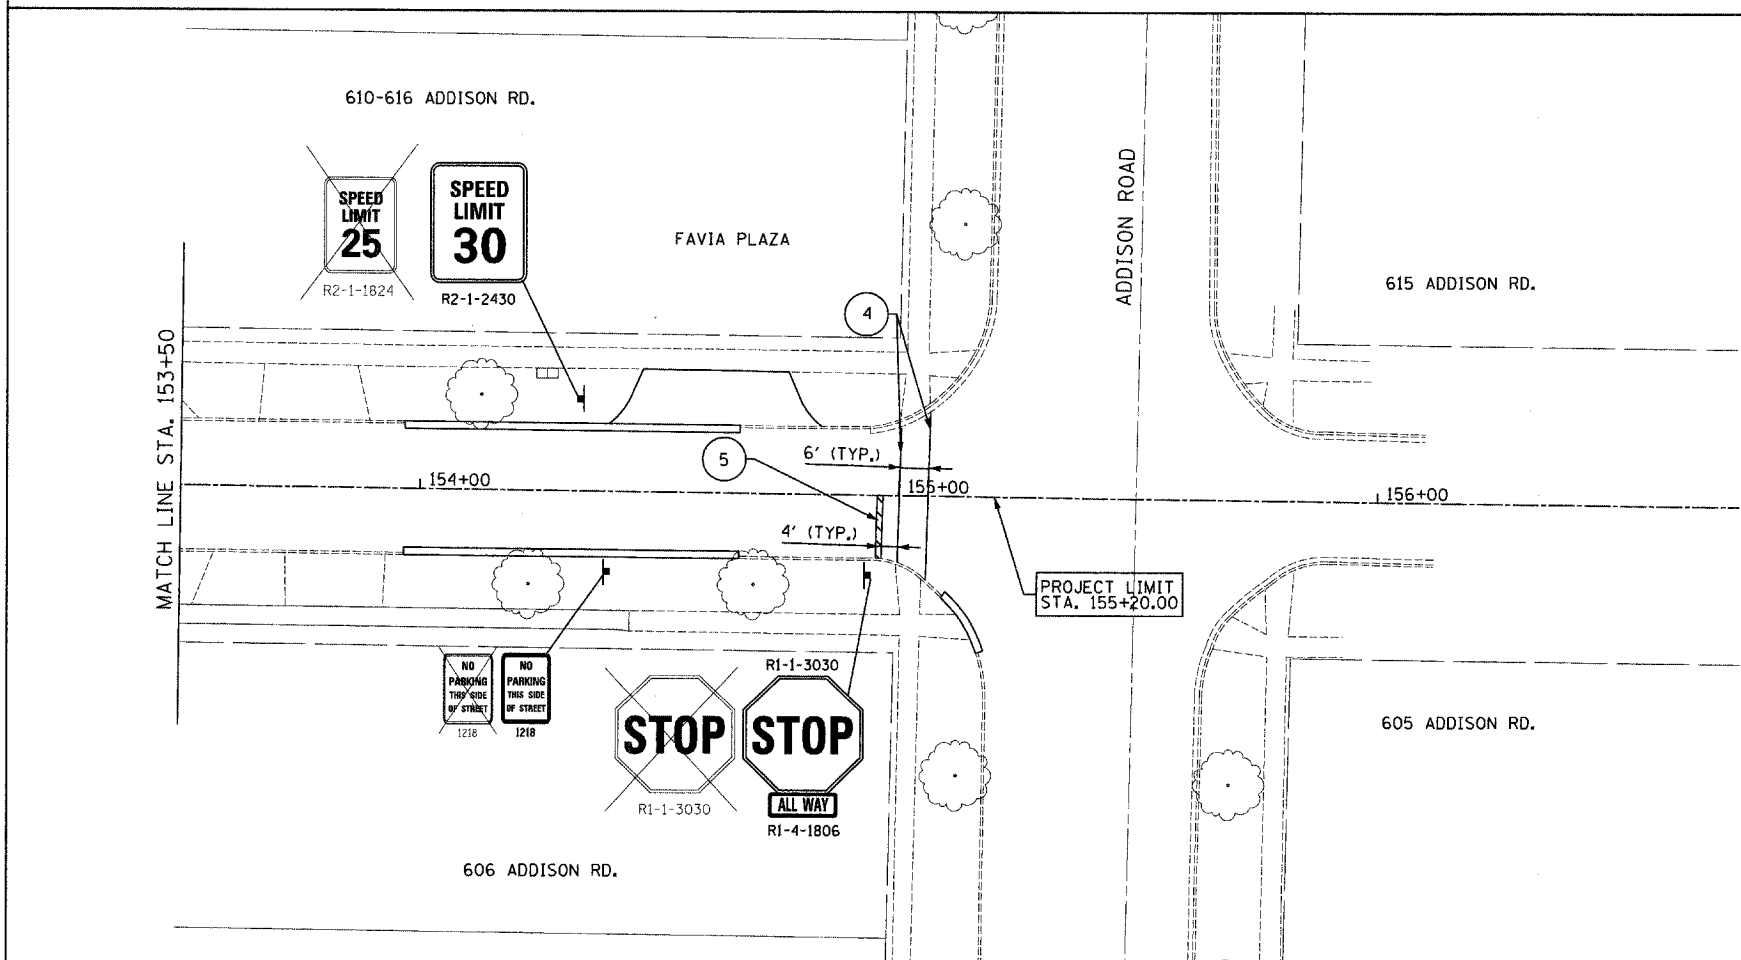 610-616 ADDISON RD.
SPEED
LIMIT
25
R2-1-1824
SPEED
LIMIT
30
R2-1-2430
FAVIA PLAZA
ADDISON ROAD
615 ADDISON RD.
4
MATCH LINE STA. 153+50
5
6' (TYP.)
154+00
155+00
156+00
4' (TYP.)
PROJECT LIMIT
STA. 155+20.00
NO
PARKING
THIS SIDE
OF STREET
1218
NO
PARKING
THIS SIDE
OF STREET
1218
STOP
R1-1-3030
R1-1-3030
STOP
ALL WAY
R1-4-1806
605 ADDISON RD.
606 ADDISON RD.